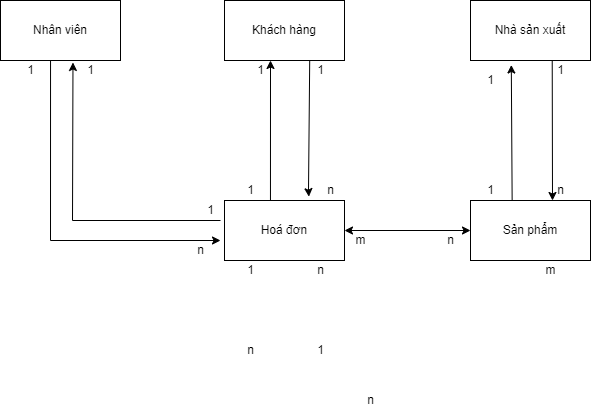 Nhân viên Khách hàng Nhà sản xuất
1 1 1 1 1
1
1 1 n 1 n
1
Hoá đơn Sản phẩm
n m n
1 n m
n 1
n